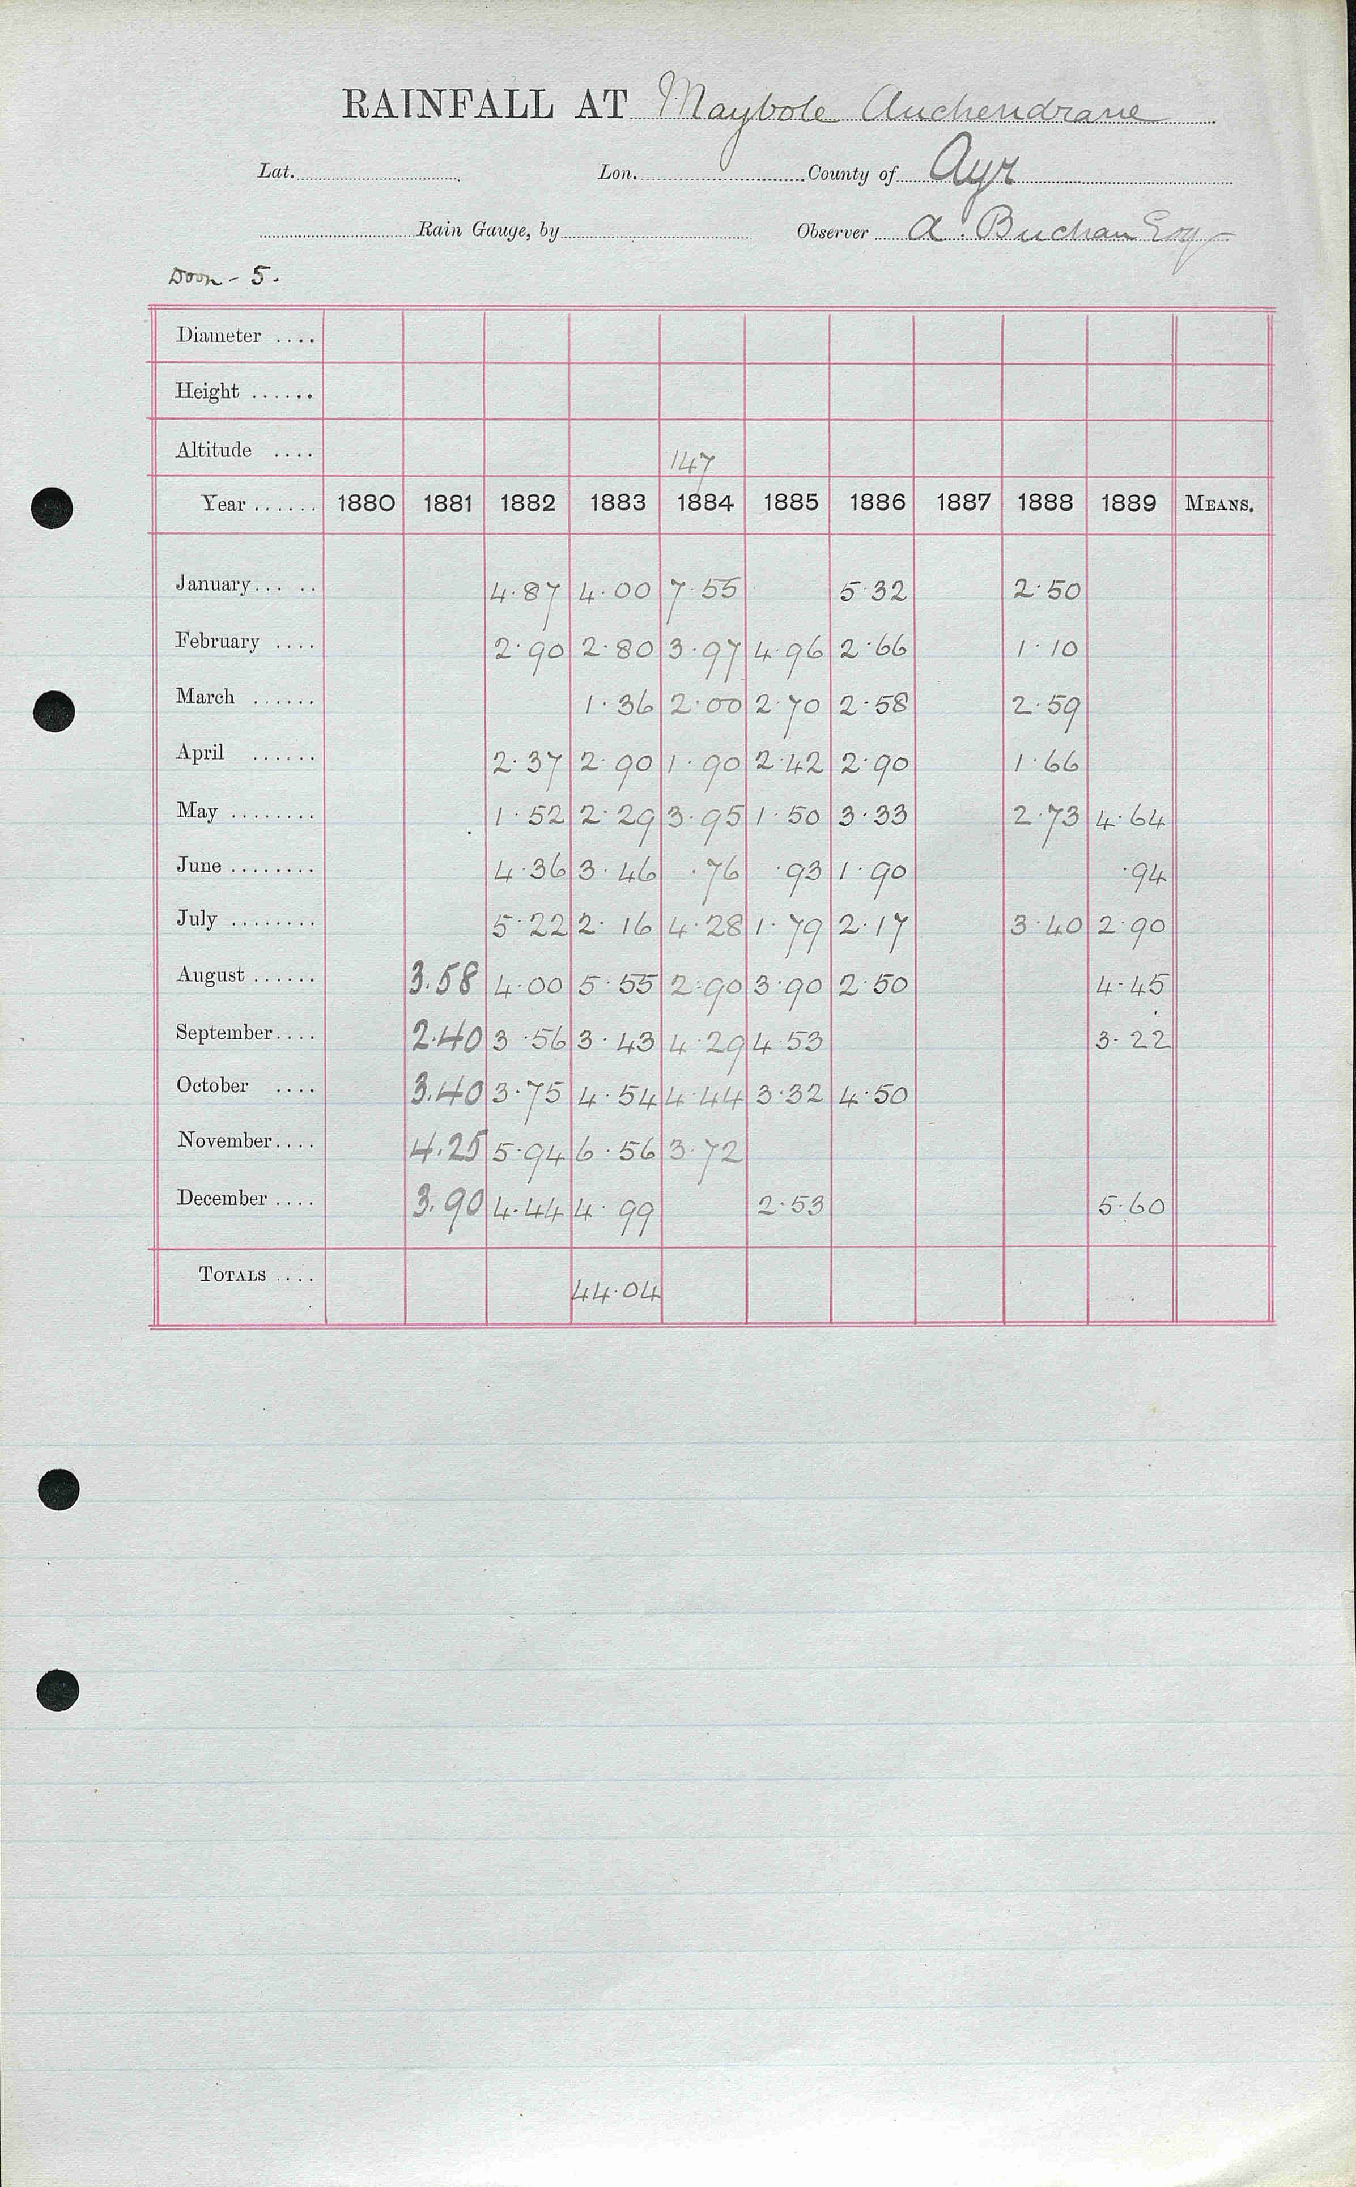 RAINFALL AT Maybole Auchendrane
Lat. Lon. County of Ayr
Rain Gauge, by Observer A. Buchan Esq
Doon - 5.
Diameter ....
Height ......
Altitude .... 147
Year ...... 1880 1881 1882 1883 1884 1885 1886 1887 1888 1889 MEANS.
January... .. 4.87 4.00 7.55 5.32 2.50
February .... 2.90 2.80 3.97 4.96 2.66 1.10
March ...... 1.36 2.00 2.70 2.58 2.59
April ...... 2.37 2.90 1.90 2.42 2.90 1.66
May ........ 1.52 2.29 3.95 1.50 3.33 2.73 4.64
June ........ 4.36 3.46 .76 .93 1.90 .94
July ........ 5.22 2.16 4.28 1.79 2.17 3.40 2.90
August ...... 3.58 4.00 5.55 2.90 3.90 2.50 4.45
September.... 2.40 3.56 3.43 4.29 4.53 3.22
October .... 3.40 3.75 4.54 4.44 3.32 4.50
November.... 4.25 5.94 6.56 3.72
December .... 3.90 4.44 4.99 2.53 5.60
TOTALS .... 44.04